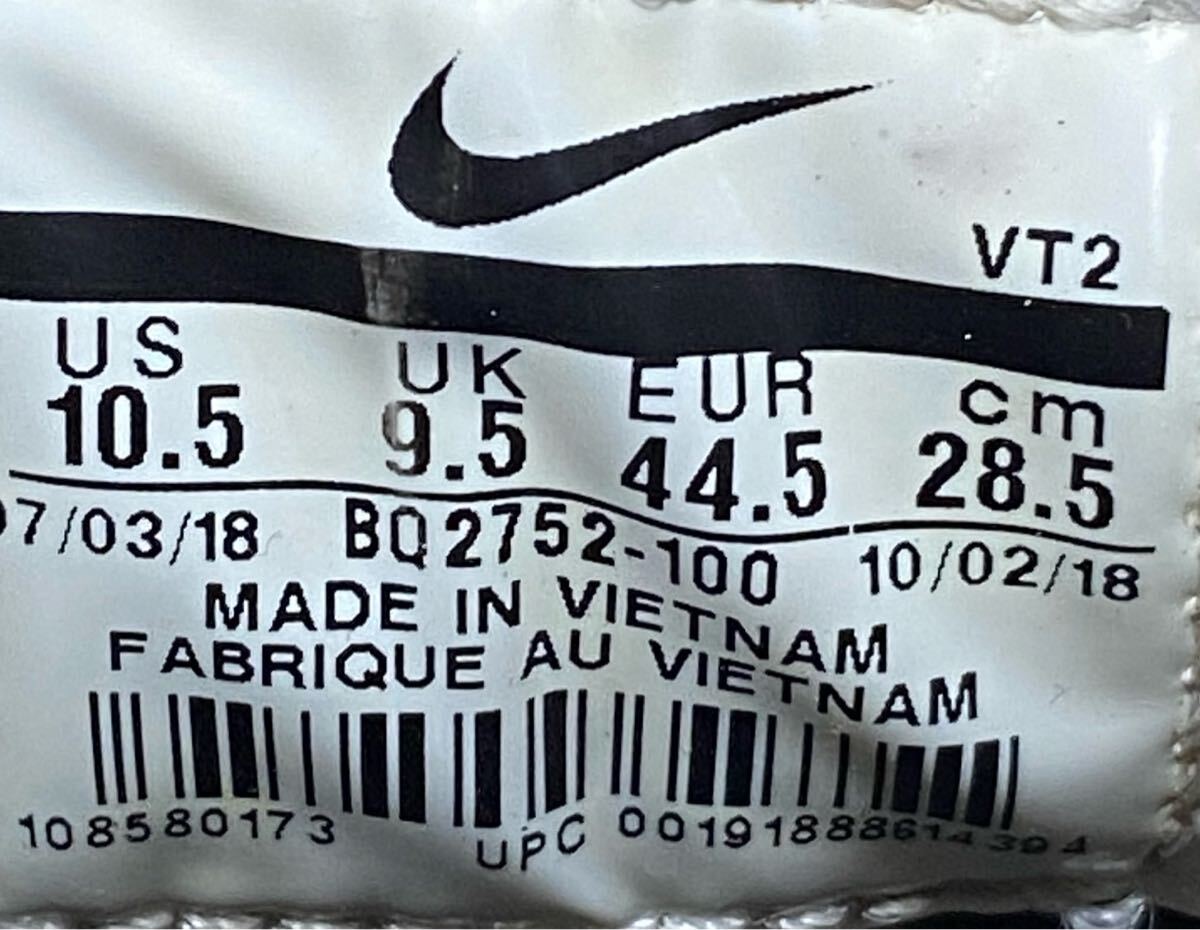 VT2
US UK EUR cm
10.5 9.5 44.5 28.5
07/03/18 BQ2752-100 10/02/18
MADE IN VIETNAM
FABRIQUE AU VIETNAM
108580173 UPC 00191888614394